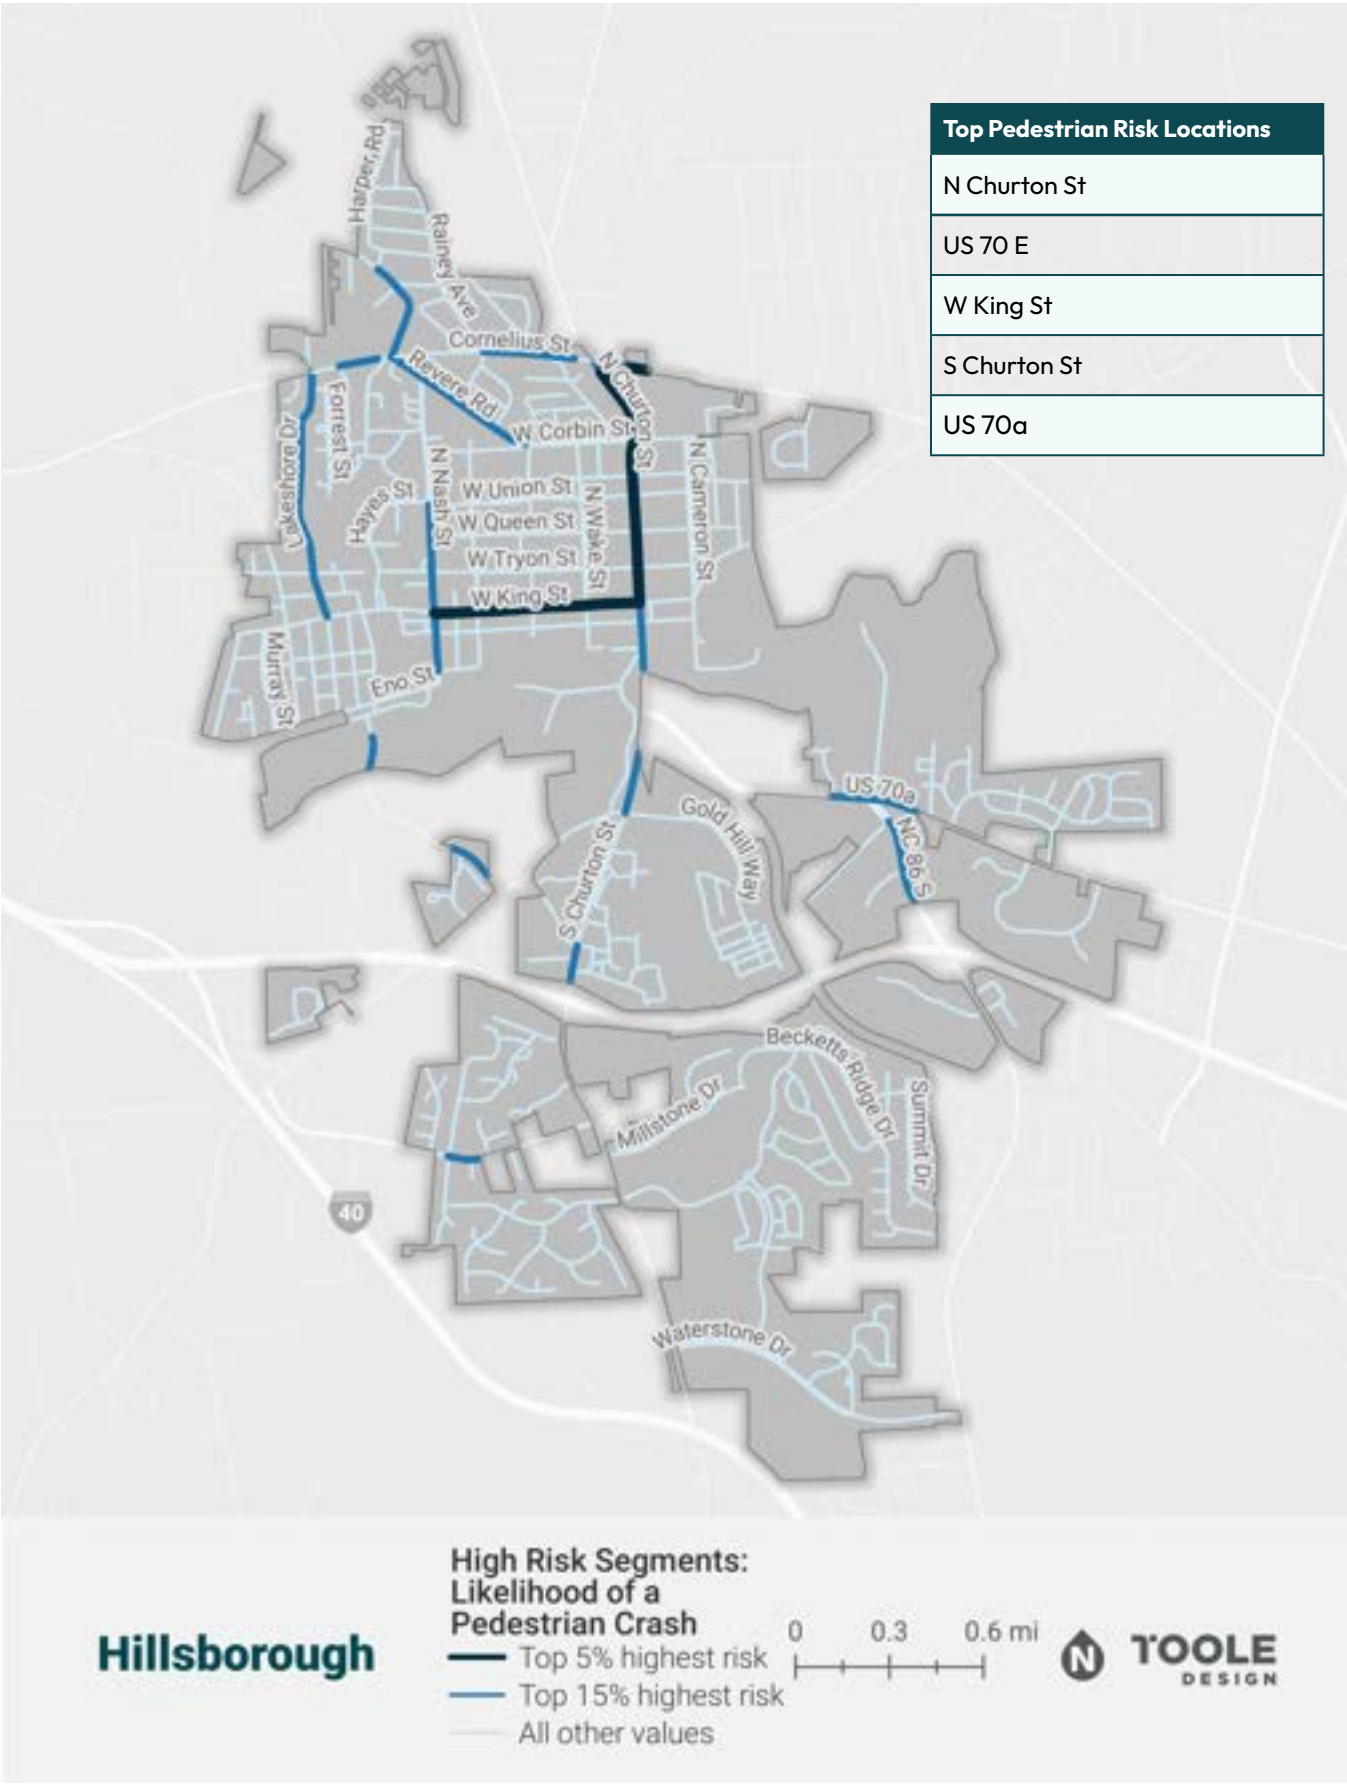 Top Pedestrian Risk Locations
N Churton St
US 70 E
W King St
S Churton St
US 70a
Harper Rd
Rainey Ave
Cornelius St
N Churton St
Revere Rd
Forrest St
W Corbin St
Lakeshore Dr
N Nash St
N Cameron St
Hayes St
W Union St
N Wake St
W Queen St
W Tryon St
W King St
Murray St
Eno St
US 70a
Gold Hill Way
NC 86 S
S Churton St
Becketts Ridge Dr
Millstone Dr
Summit Dr
40
Waterstone Dr
Hillsborough
High Risk Segments:
Likelihood of a
Pedestrian Crash
Top 5% highest risk
Top 15% highest risk
All other values
0 0.3 0.6 mi
N
TOOLE
DESIGN